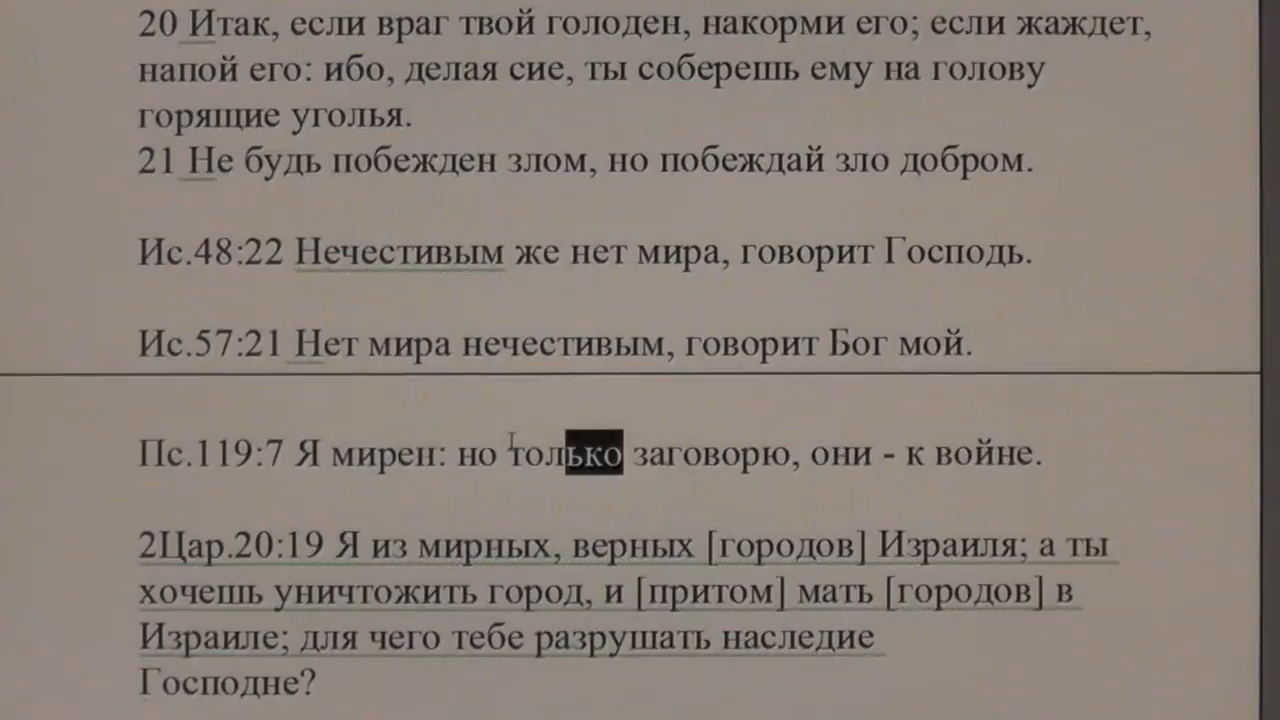 20 Итак, если враг твой голоден, накорми его; если жаждет,
напой его: ибо, делая сие, ты соберешь ему на голову
горящие уголья.
21 Не будь побежден злом, но побеждай зло добром.
Ис.48:22 Нечестивым же нет мира, говорит Господь.
Ис.57:21 Нет мира нечестивым, говорит Бог мой.
Пс.119:7 Я мирен: но только заговорю, они - к войне.
2Цар.20:19 Я из мирных, верных [городов] Израиля; а ты
хочешь уничтожить город, и [притом] мать [городов] в
Израиле; для чего тебе разрушать наследие
Господне?